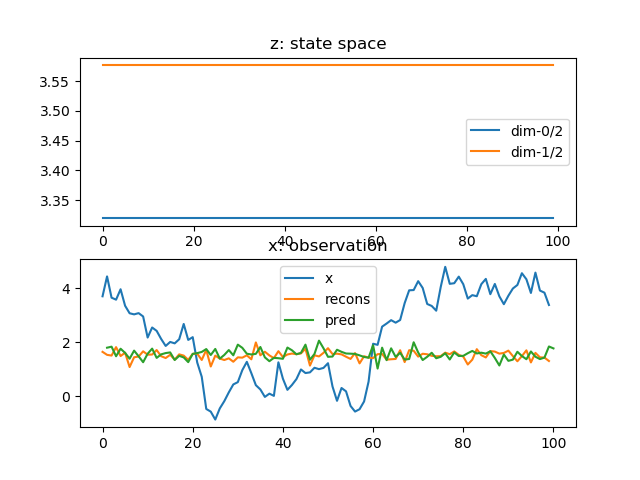 z: state space
3.55
3.50
3.45
3.40
3.35
dim-0/2
dim-1/2
0 20 40 60 80 100
x: observation
4
2
0
x
recons
pred
0 20 40 60 80 100